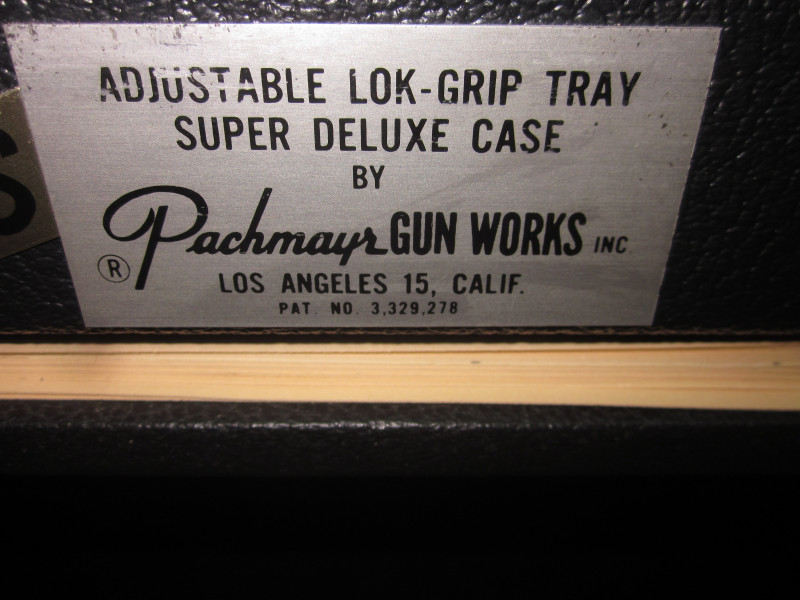 ADJUSTABLE LOK-GRIP TRAY
SUPER DELUXE CASE
BY
Pachmayr GUN WORKS INC
®
LOS ANGELES 15, CALIF.
PAT. NO. 3,329,278
S